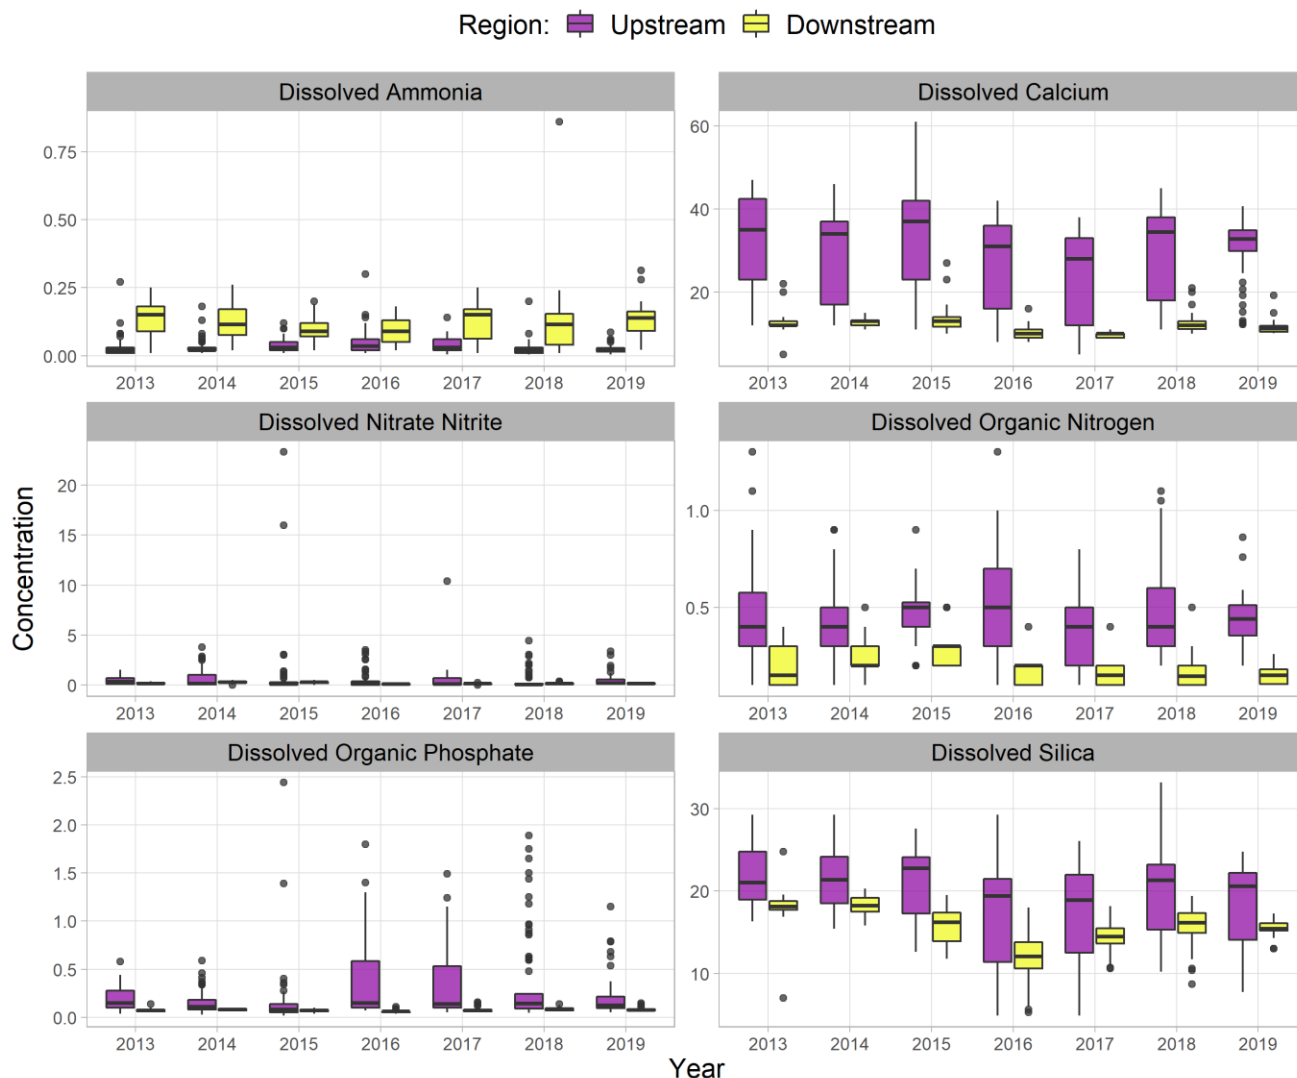 Region: Upstream Downstream
Dissolved Ammonia
0.75
0.50
0.25
0.00
2013 2014 2015 2016 2017 2018 2019
Dissolved Calcium
60
40
20
2013 2014 2015 2016 2017 2018 2019
Dissolved Nitrate Nitrite
20
15
10
5
0
2013 2014 2015 2016 2017 2018 2019
Dissolved Organic Nitrogen
1.0
0.5
2013 2014 2015 2016 2017 2018 2019
Dissolved Organic Phosphate
2.5
2.0
1.5
1.0
0.5
0.0
2013 2014 2015 2016 2017 2018 2019
Dissolved Silica
30
20
10
2013 2014 2015 2016 2017 2018 2019
Concentration
Year